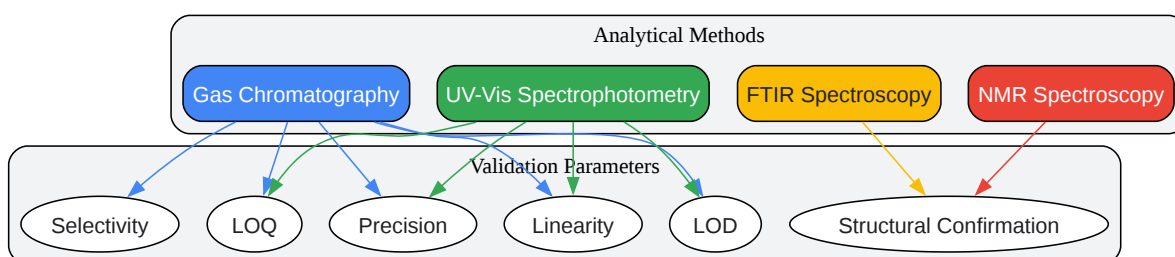 Analytical Methods
Gas Chromatography
UV-Vis Spectrophotometry
FTIR Spectroscopy
NMR Spectroscopy
Validation Parameters
Selectivity
LOQ
Precision
Linearity
LOD
Structural Confirmation